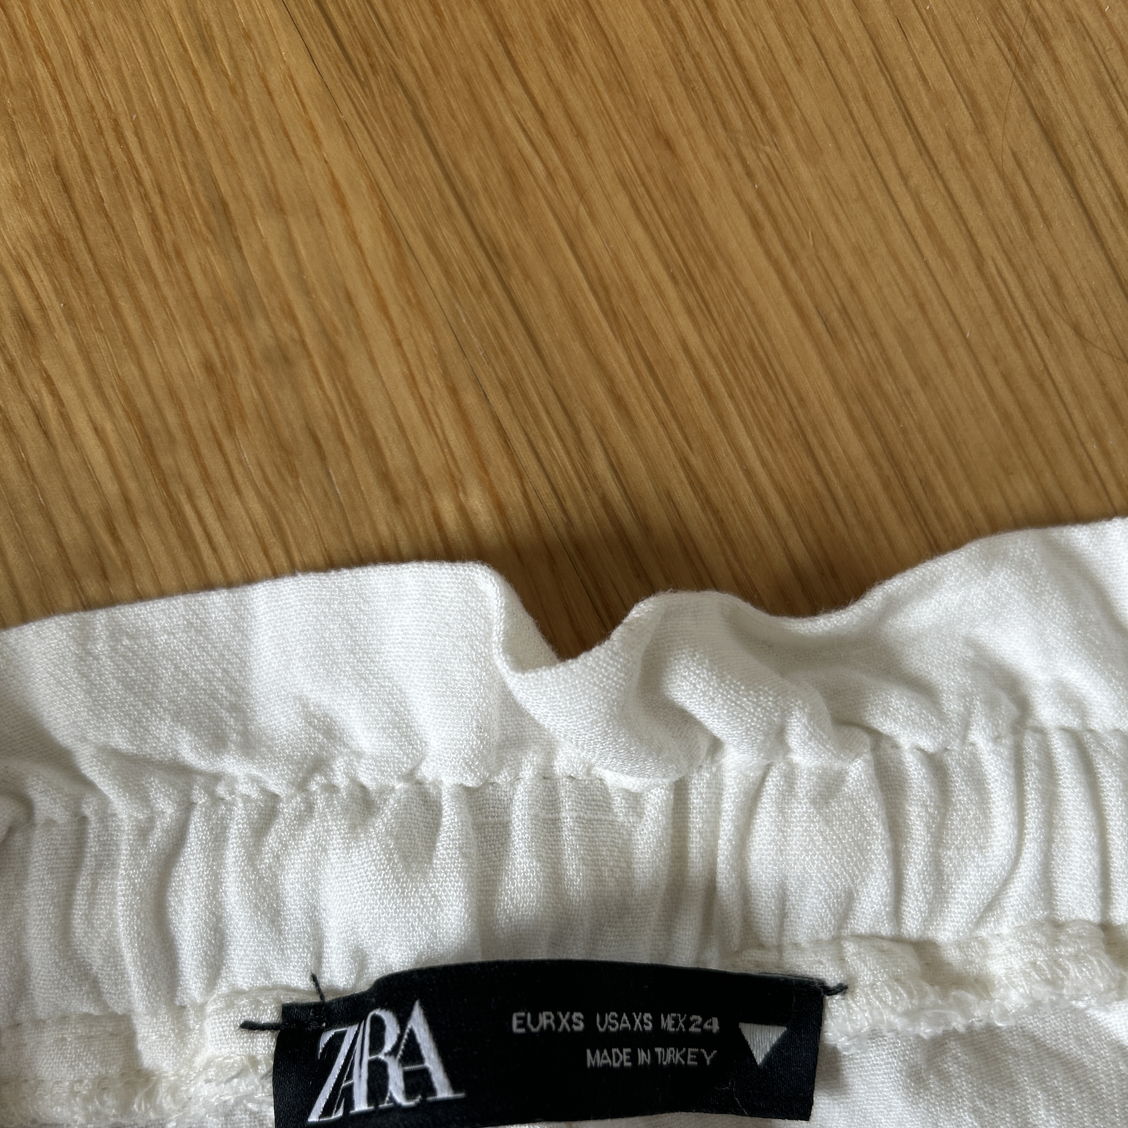 ZARA
EUR XS USA XS MEX 24
MADE IN TURKEY